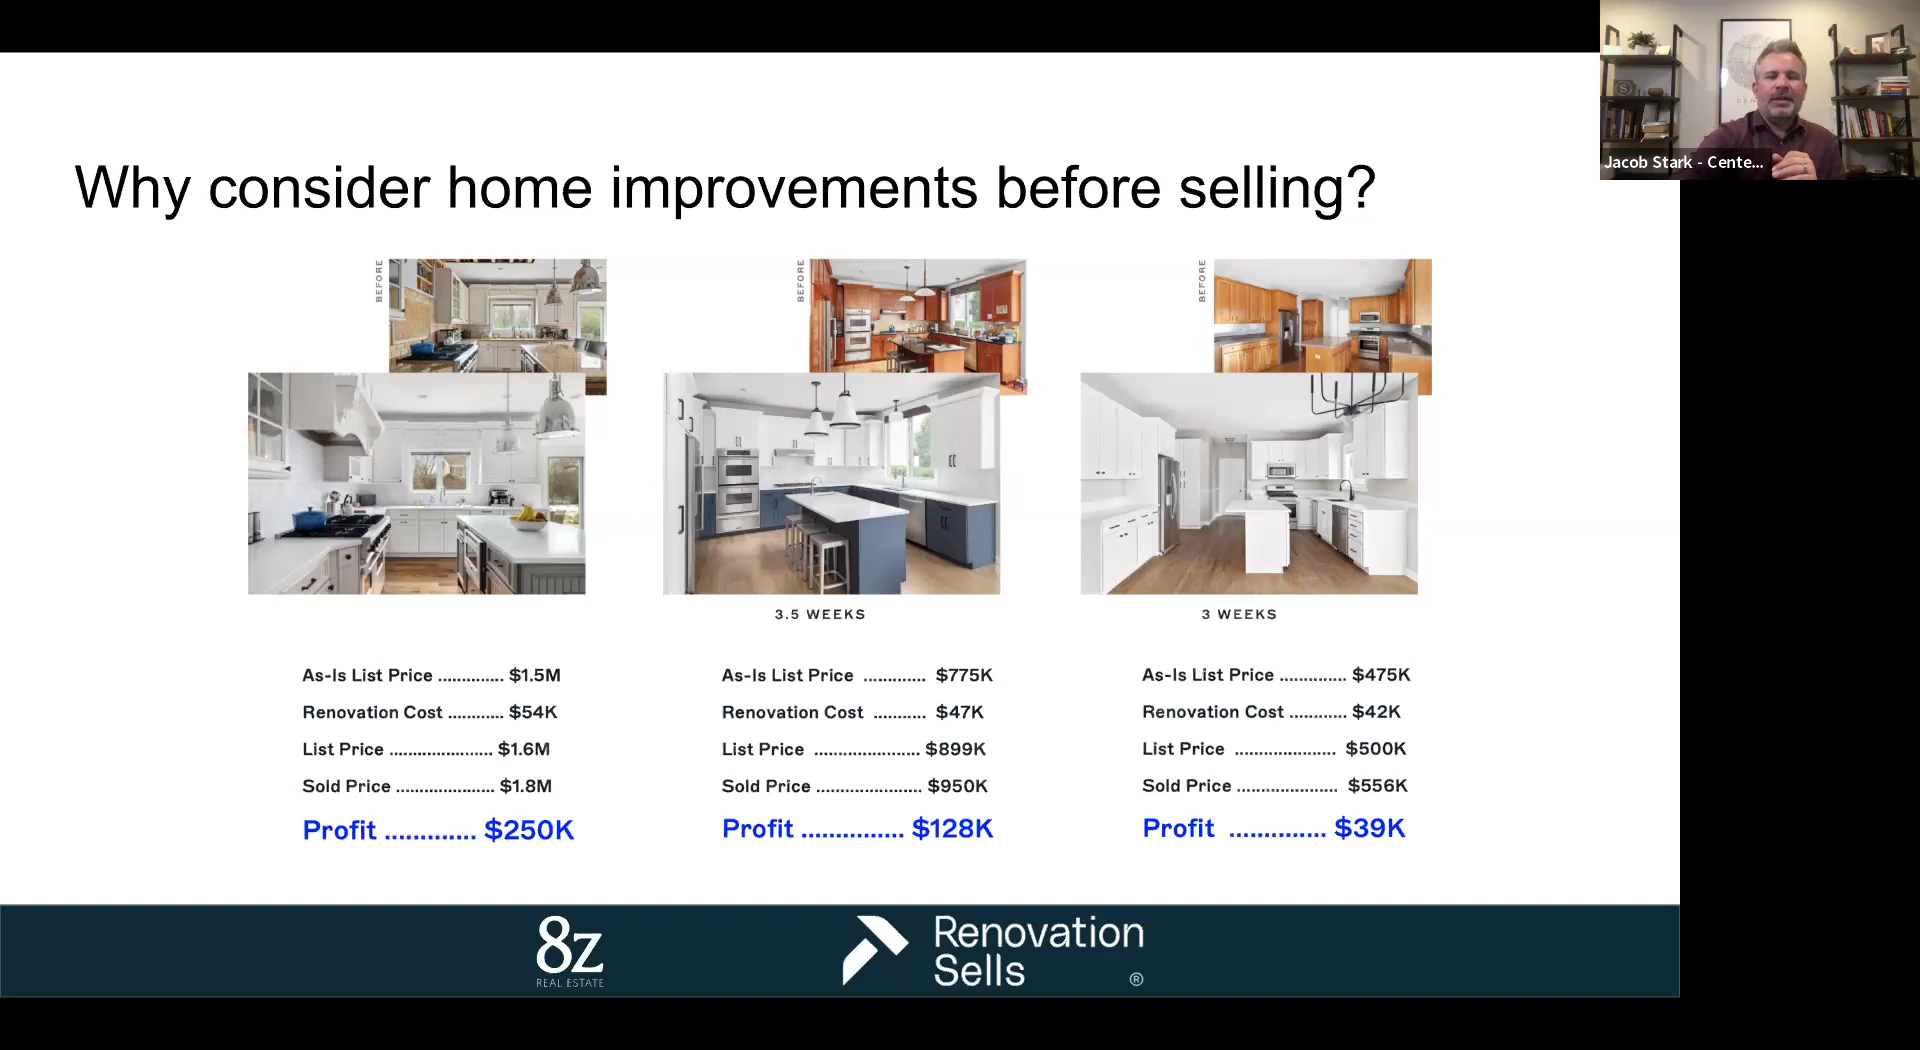 Jacob Stark - Cente...
Why consider home improvements before selling?
BEFORE
BEFORE
BEFORE
3.5 WEEKS
3 WEEKS
As-Is List Price .............. $1.5M
Renovation Cost ............ $54K
List Price ...................... $1.6M
Sold Price ..................... $1.8M
Profit ............. $250K
As-Is List Price ............. $775K
Renovation Cost ........... $47K
List Price ...................... $899K
Sold Price ...................... $950K
Profit ............... $128K
As-Is List Price .............. $475K
Renovation Cost ............ $42K
List Price ..................... $500K
Sold Price ..................... $556K
Profit .............. $39K
8z
REAL ESTATE
Renovation
Sells
®